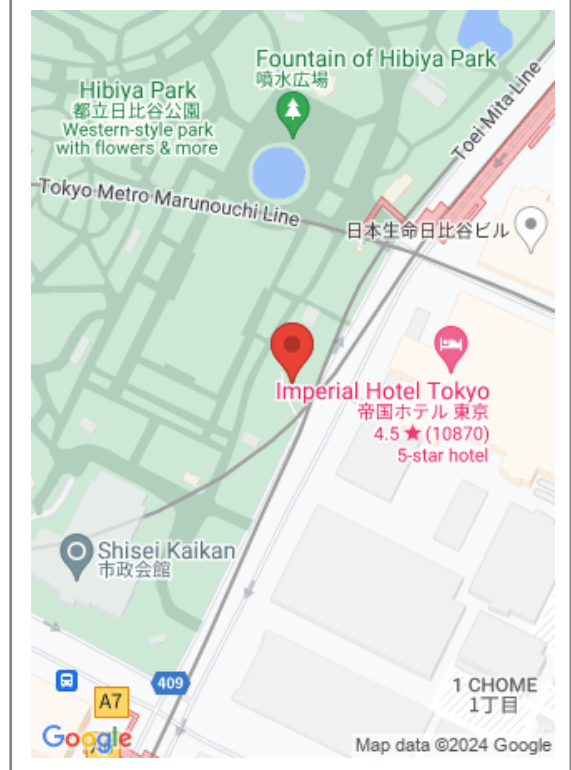 Fountain of Hibiya Park
噴水広場
Hibiya Park
都立日比谷公園
Western-style park
with flowers & more
Toei Mita Line
Tokyo Metro Marunouchi Line
日本生命日比谷ビル
Imperial Hotel Tokyo
帝国ホテル 東京
4.5 ★ (10870)
5-star hotel
Shisei Kaikan
市政会館
409
A7
1 CHOME
1丁目
Google
Map data ©2024 Google